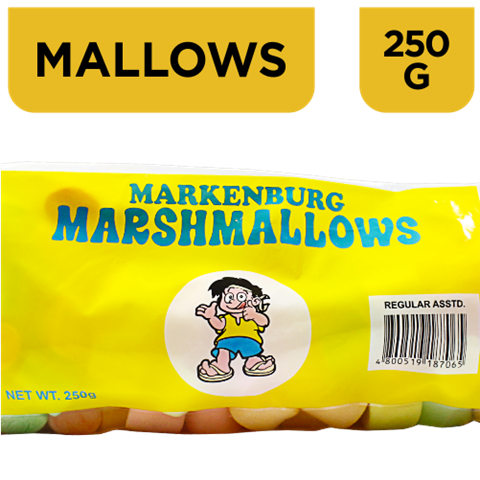 MALLOWS
250
G
MARKENBURG
MARSHMALLOWS
REGULAR ASSTD.
4 800519 187065
NET WT. 250g